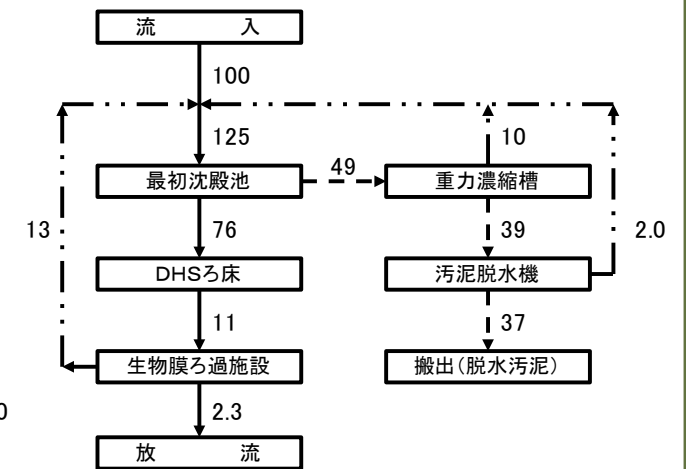 流 入
100
125
最初沈殿池
49
重力濃縮槽
10
13
76
39
2.0
DHSろ床
汚泥脱水機
11
37
生物膜ろ過施設
搬出(脱水汚泥)
0
2.3
放 流